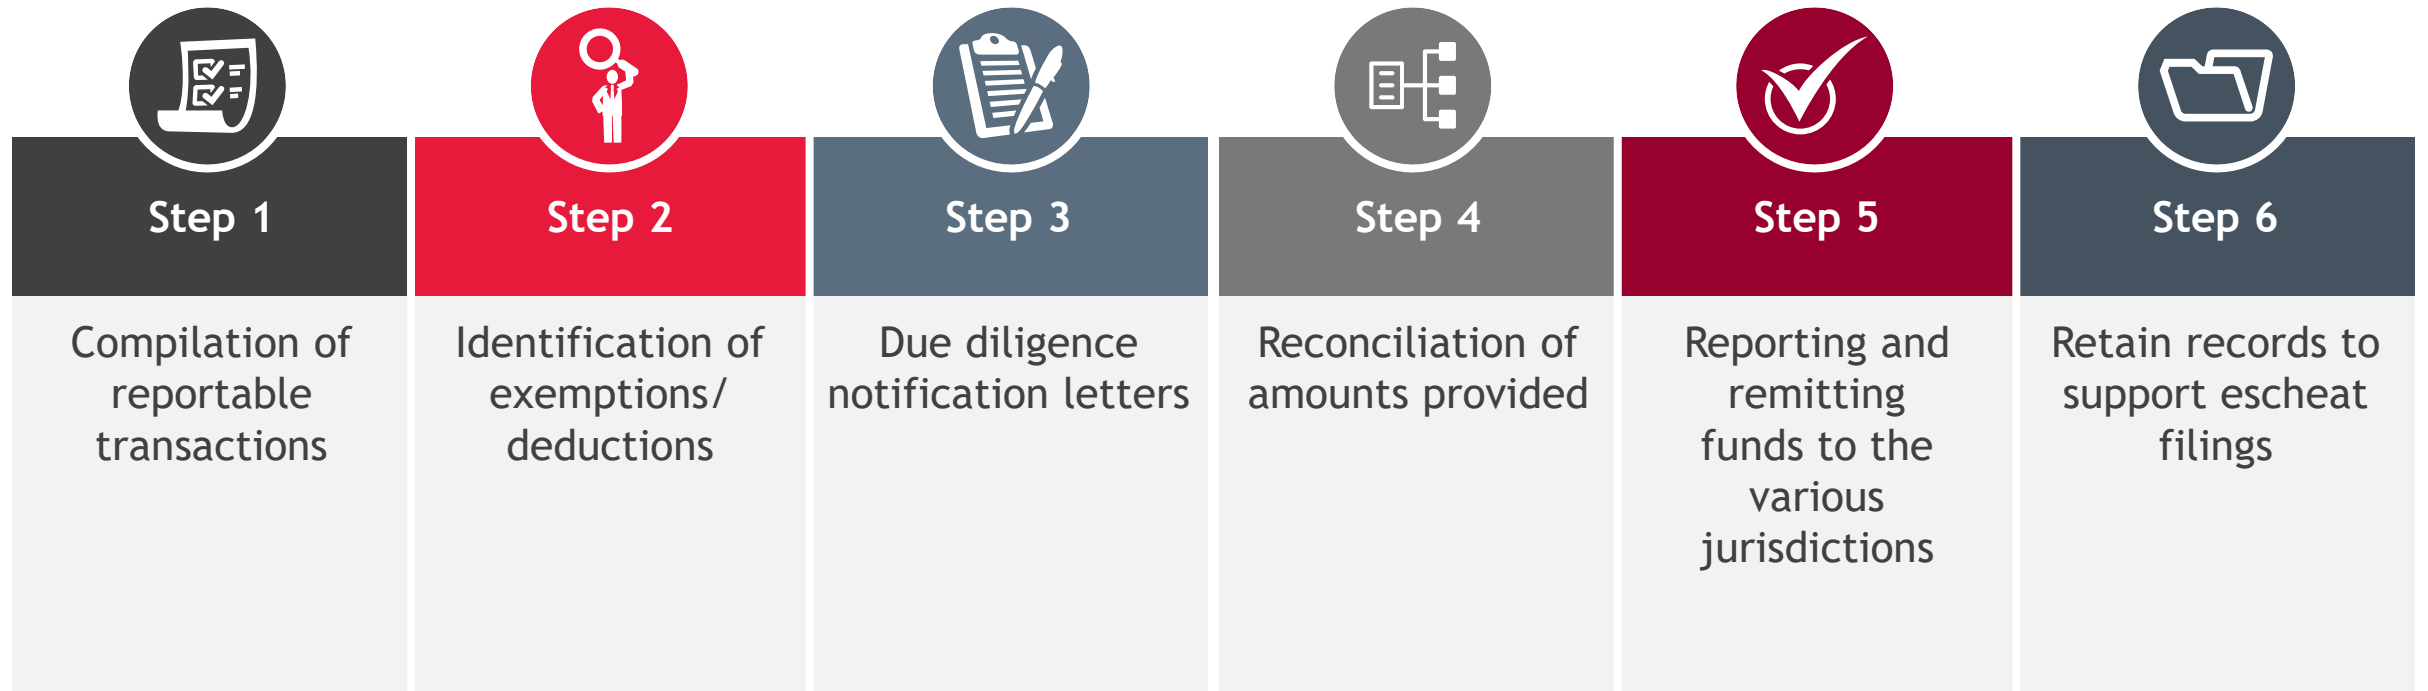 Step 1
Compilation of
reportable
transactions
Step 2
Identification of
exemptions/
deductions
Step 3
Due diligence
notification letters
Step 4
Reconciliation of
amounts provided
Step 5
Reporting and
remitting
funds to the
various
jurisdictions
Step 6
Retain records to
support escheat
filings